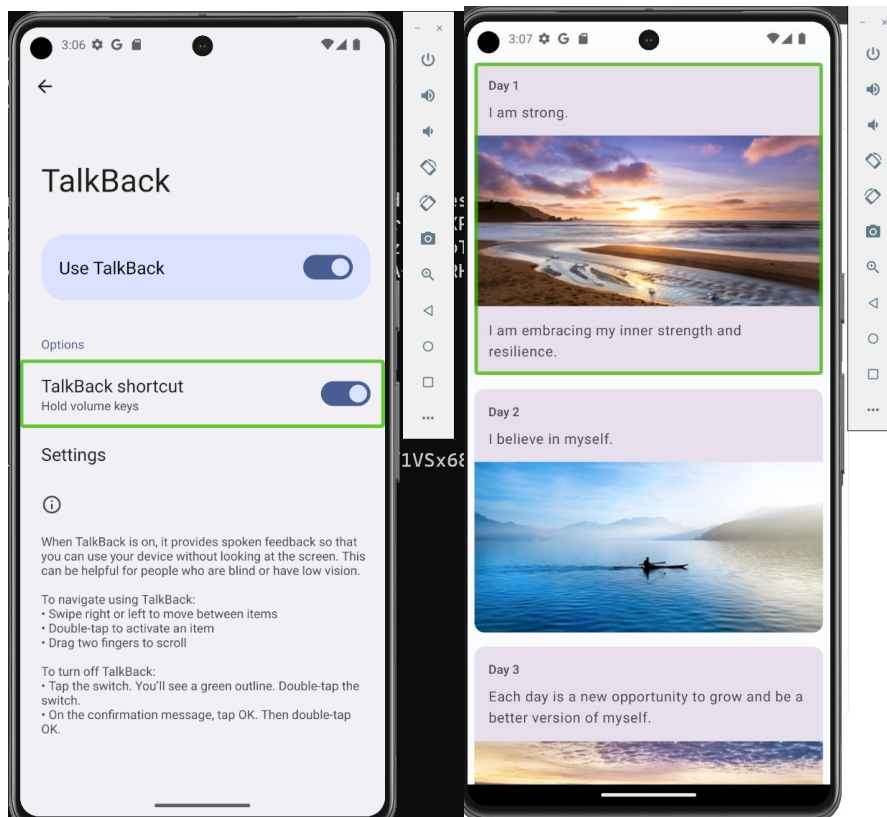 3:06
TalkBack
Use TalkBack
Options
TalkBack shortcut
Hold volume keys
Settings
When TalkBack is on, it provides spoken feedback so that
you can use your device without looking at the screen. This
can be helpful for people who are blind or have low vision.
To navigate using TalkBack:
• Swipe right or left to move between items
• Double-tap to activate an item
• Drag two fingers to scroll
To turn off TalkBack:
• Tap the switch. You'll see a green outline. Double-tap the
switch.
• On the confirmation message, tap OK. Then double-tap
OK.
1VSx68
3:07
Day 1
I am strong.
I am embracing my inner strength and
resilience.
Day 2
I believe in myself.
Day 3
Each day is a new opportunity to grow and be a
better version of myself.